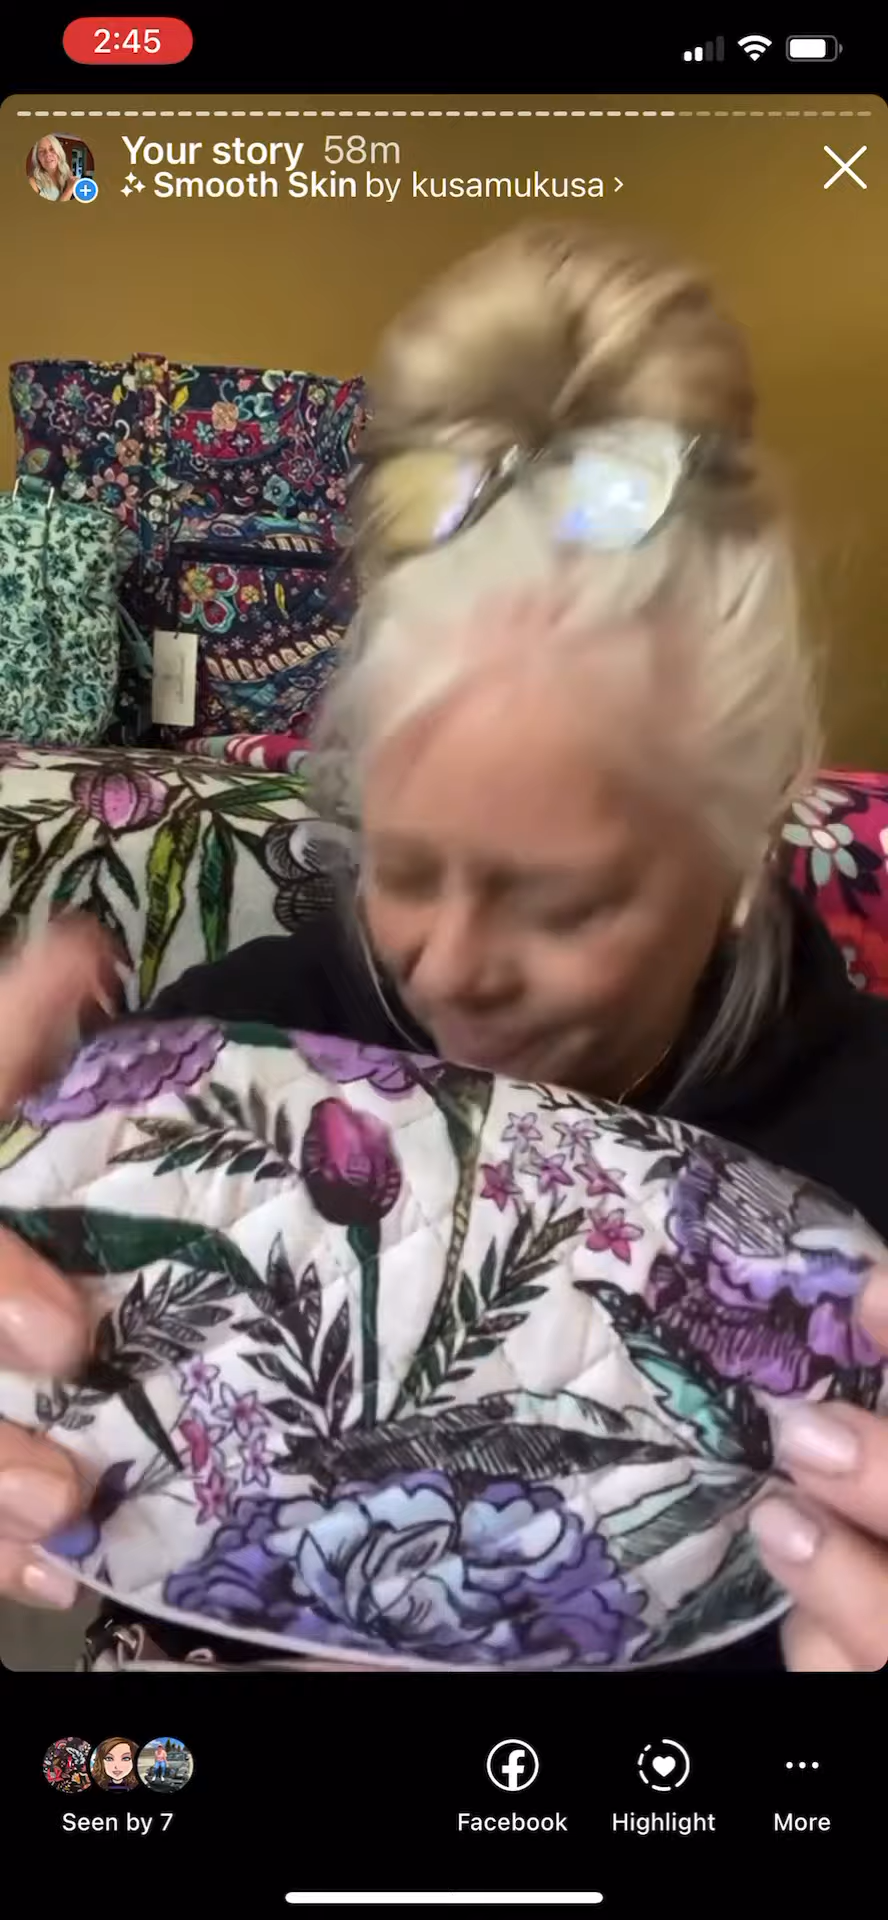 2:45
Your story 58m
Smooth Skin by kusamukusa >
Seen by 7
Facebook
Highlight
More